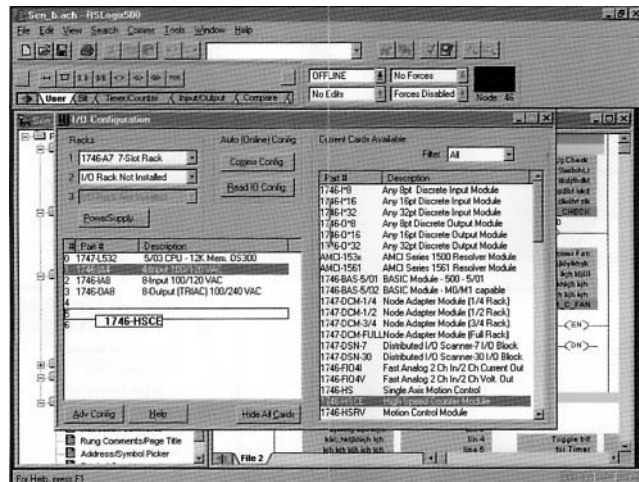 Scn_b.ach - RSLogix500
File Edit View Search Comms Tools Window Help
OFFLINE
No Forces
No Edits
Forces Disabled
Node: 46
User Bit Timer/Counter Input/Output Compare
I/O Configuration
Racks
1 1746-A7 7-Slot Rack
2 I/O Rack Not Installed
3 I/O Rack Not Installed
PowerSupply...
Auto (Online) Config
Comms Config.
Read IO Config.
# Part # Description
0 1747-L532 5/03 CPU - 12K Mem. OS300
1 1746-IA4 4-Input 100/120 VAC
2 1746-IA8 8-Input 100/120 VAC
3 1746-OA8 8-Output (TRIAC) 100/240 VAC
4
5
6
1746-HSCE
Adv Config
Help
Hide All Cards
Current Cards Available
Filter All
Part # Description
1746-I*8 Any 8pt Discrete Input Module
1746-I*16 Any 16pt Discrete Input Module
1746-I*32 Any 32pt Discrete Input Module
1746-O*8 Any 8pt Discrete Output Module
1746-O*16 Any 16pt Discrete Output Module
1746-O*32 Any 32pt Discrete Output Module
AMCI-153x AMCI Series 1500 Resolver Module
AMCI-1561 AMCI Series 1561 Resolver Module
1746-BAS-5/01 BASIC Module - 500 - 5/01
1746-BAS-5/02 BASIC Module - M0/M1 capable
1747-DCM-1/4 Node Adapter Module (1/4 Rack)
1747-DCM-1/2 Node Adapter Module (1/2 Rack)
1747-DCM-3/4 Node Adapter Module (3/4 Rack)
1747-DCM-FULL Node Adapter Module (Full Rack)
1747-DSN-7 Distributed I/O Scanner-7 I/O Block
1747-DSN-30 Distributed I/O Scanner-30 I/O Block
1746-FIO4I Fast Analog 2 Ch In/2 Ch Current Out
1746-FIO4V Fast Analog 2 Ch In/2 Ch Volt. Out
1746-HS Single Axis Motion Control
1746-HSCE High Speed Counter Module
1746-HSRV Motion Control Module
EN
DN
Rung Comments/Page Title
Address/Symbol Picker
File 2
Toggle bit
for Timer
For Help, press F1